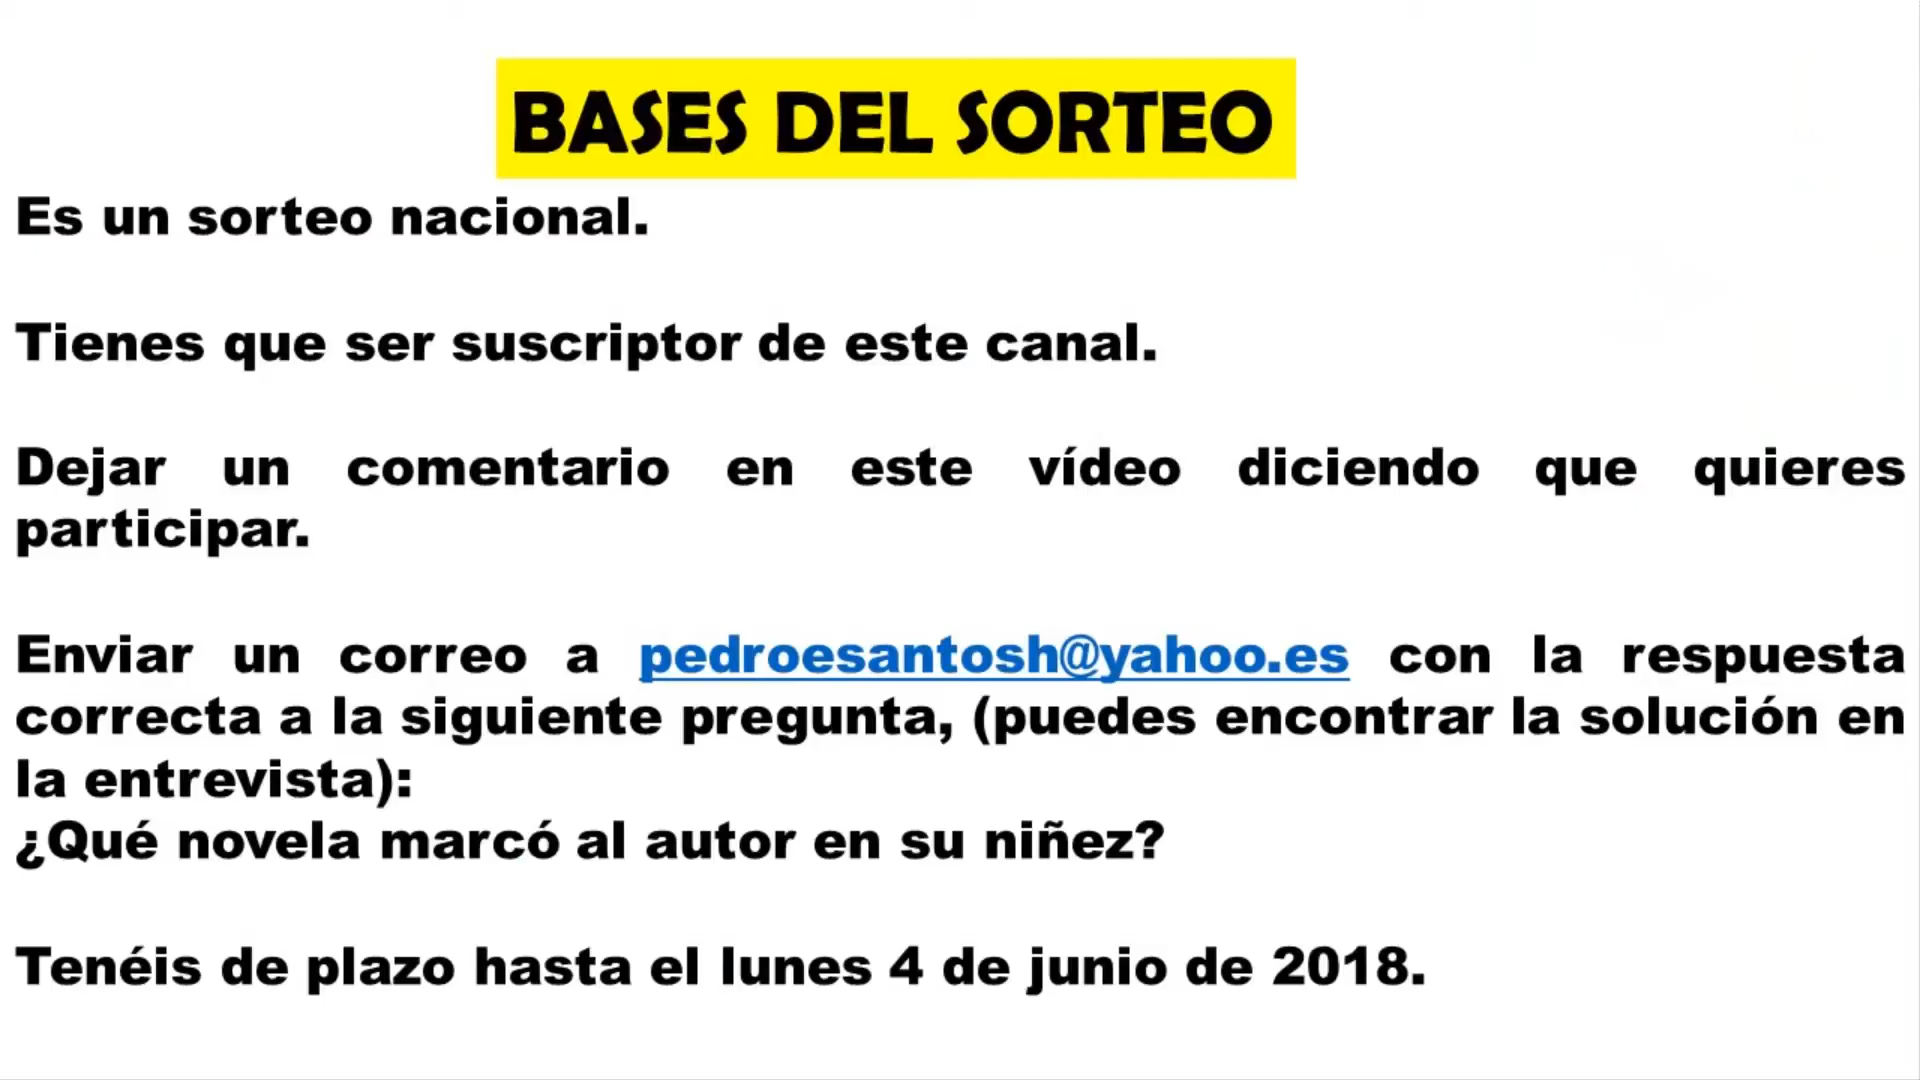 BASES DEL SORTEO
Es un sorteo nacional.
Tienes que ser suscriptor de este canal.
Dejar un comentario en este vídeo diciendo que quieres
participar.
Enviar un correo a pedroesantosh@yahoo.es con la respuesta
correcta a la siguiente pregunta, (puedes encontrar la solución en
la entrevista):
¿Qué novela marcó al autor en su niñez?
Tenéis de plazo hasta el lunes 4 de junio de 2018.